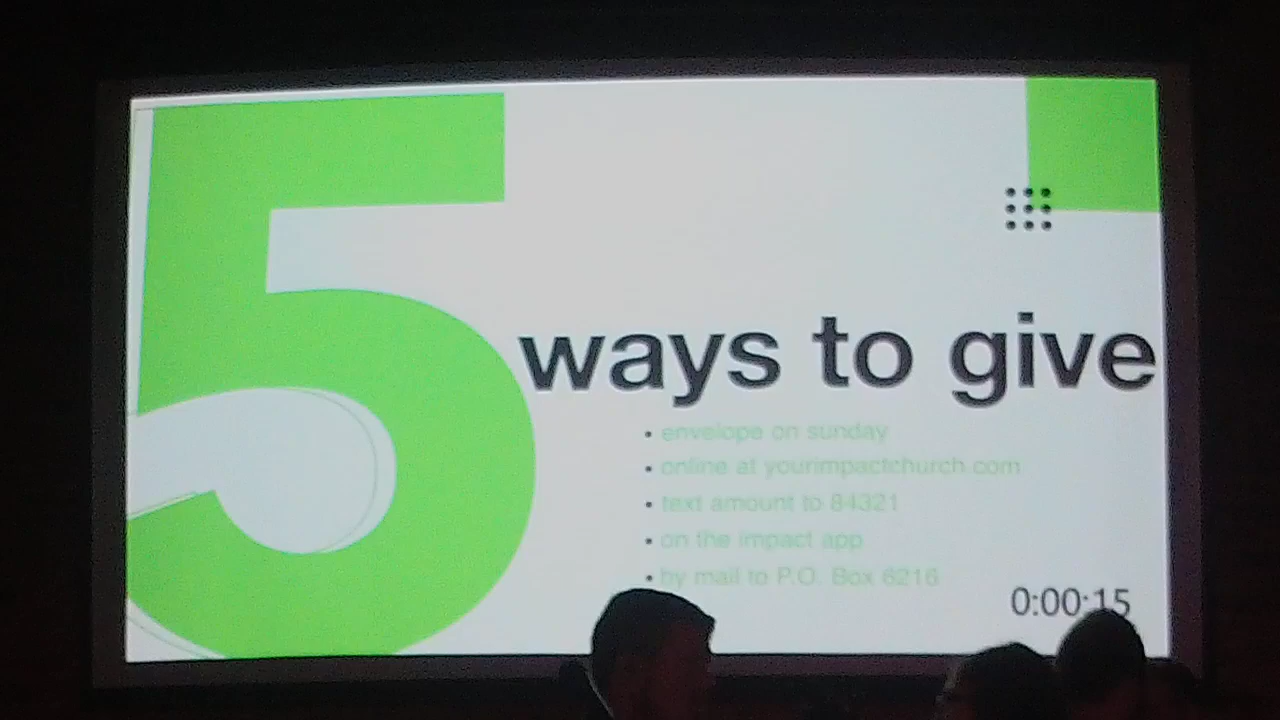 5
ways to give
• envelope on sunday
• online at yourimpactchurch.com
• text amount to 84321
• on the impact app
• by mail to P.O. Box 6216
0:00:15